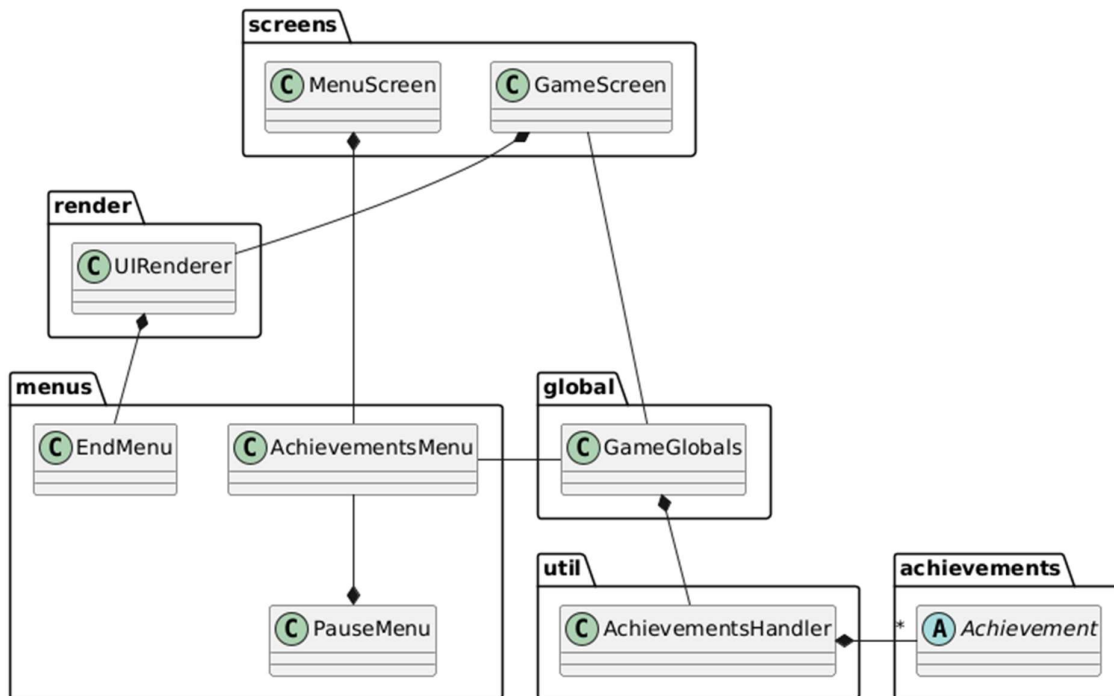 screens
C MenuScreen
C GameScreen
render
C UIRenderer
menus
global
C EndMenu
C AchievementsMenu
C GameGlobals
util
achievements
C PauseMenu
C AchievementsHandler
*
A Achievement